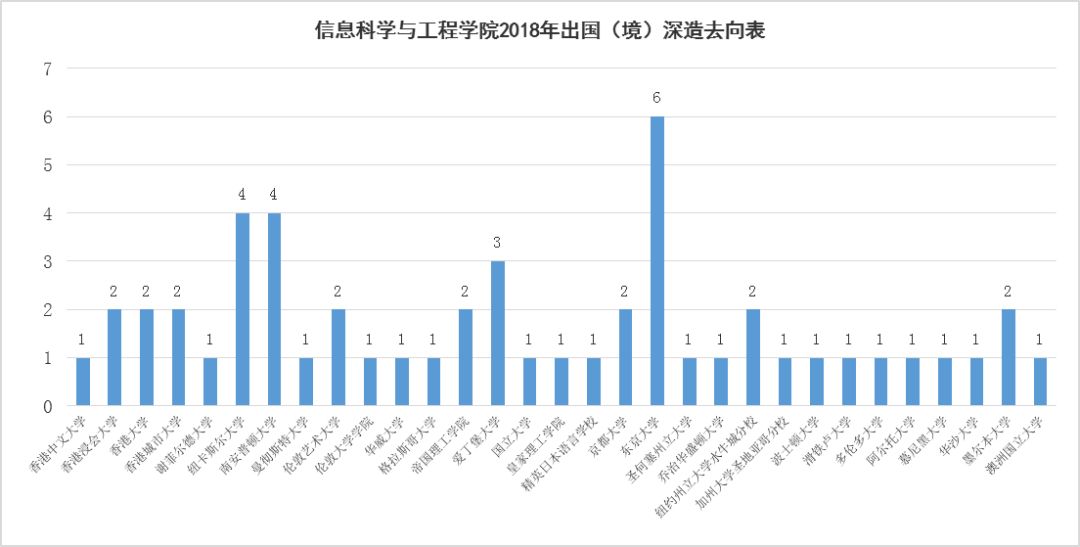 信息科学与工程学院2018年出国（境）深造去向表
7
6
5
4
3
2
1
0
1
2
2
2
1
4
4
1
2
1
1
1
2
3
1
1
1
2
6
1
1
2
1
1
1
1
1
1
1
2
1
香港中文大学
香港浸会大学
香港大学
香港城市大学
谢菲尔德大学
纽卡斯尔大学
南安普顿大学
曼彻斯特大学
伦敦艺术大学
伦敦大学学院
华威大学
格拉斯哥大学
帝国理工学院
爱丁堡大学
国立大学
皇家理工学院
精英日本语言学校
京都大学
东京大学
圣何塞州立大学
乔治华盛顿大学
纽约州立大学水牛城分校
加州大学圣地亚哥分校
波士顿大学
滑铁卢大学
多伦多大学
阿尔托大学
慕尼黑大学
华沙大学
墨尔本大学
澳洲国立大学